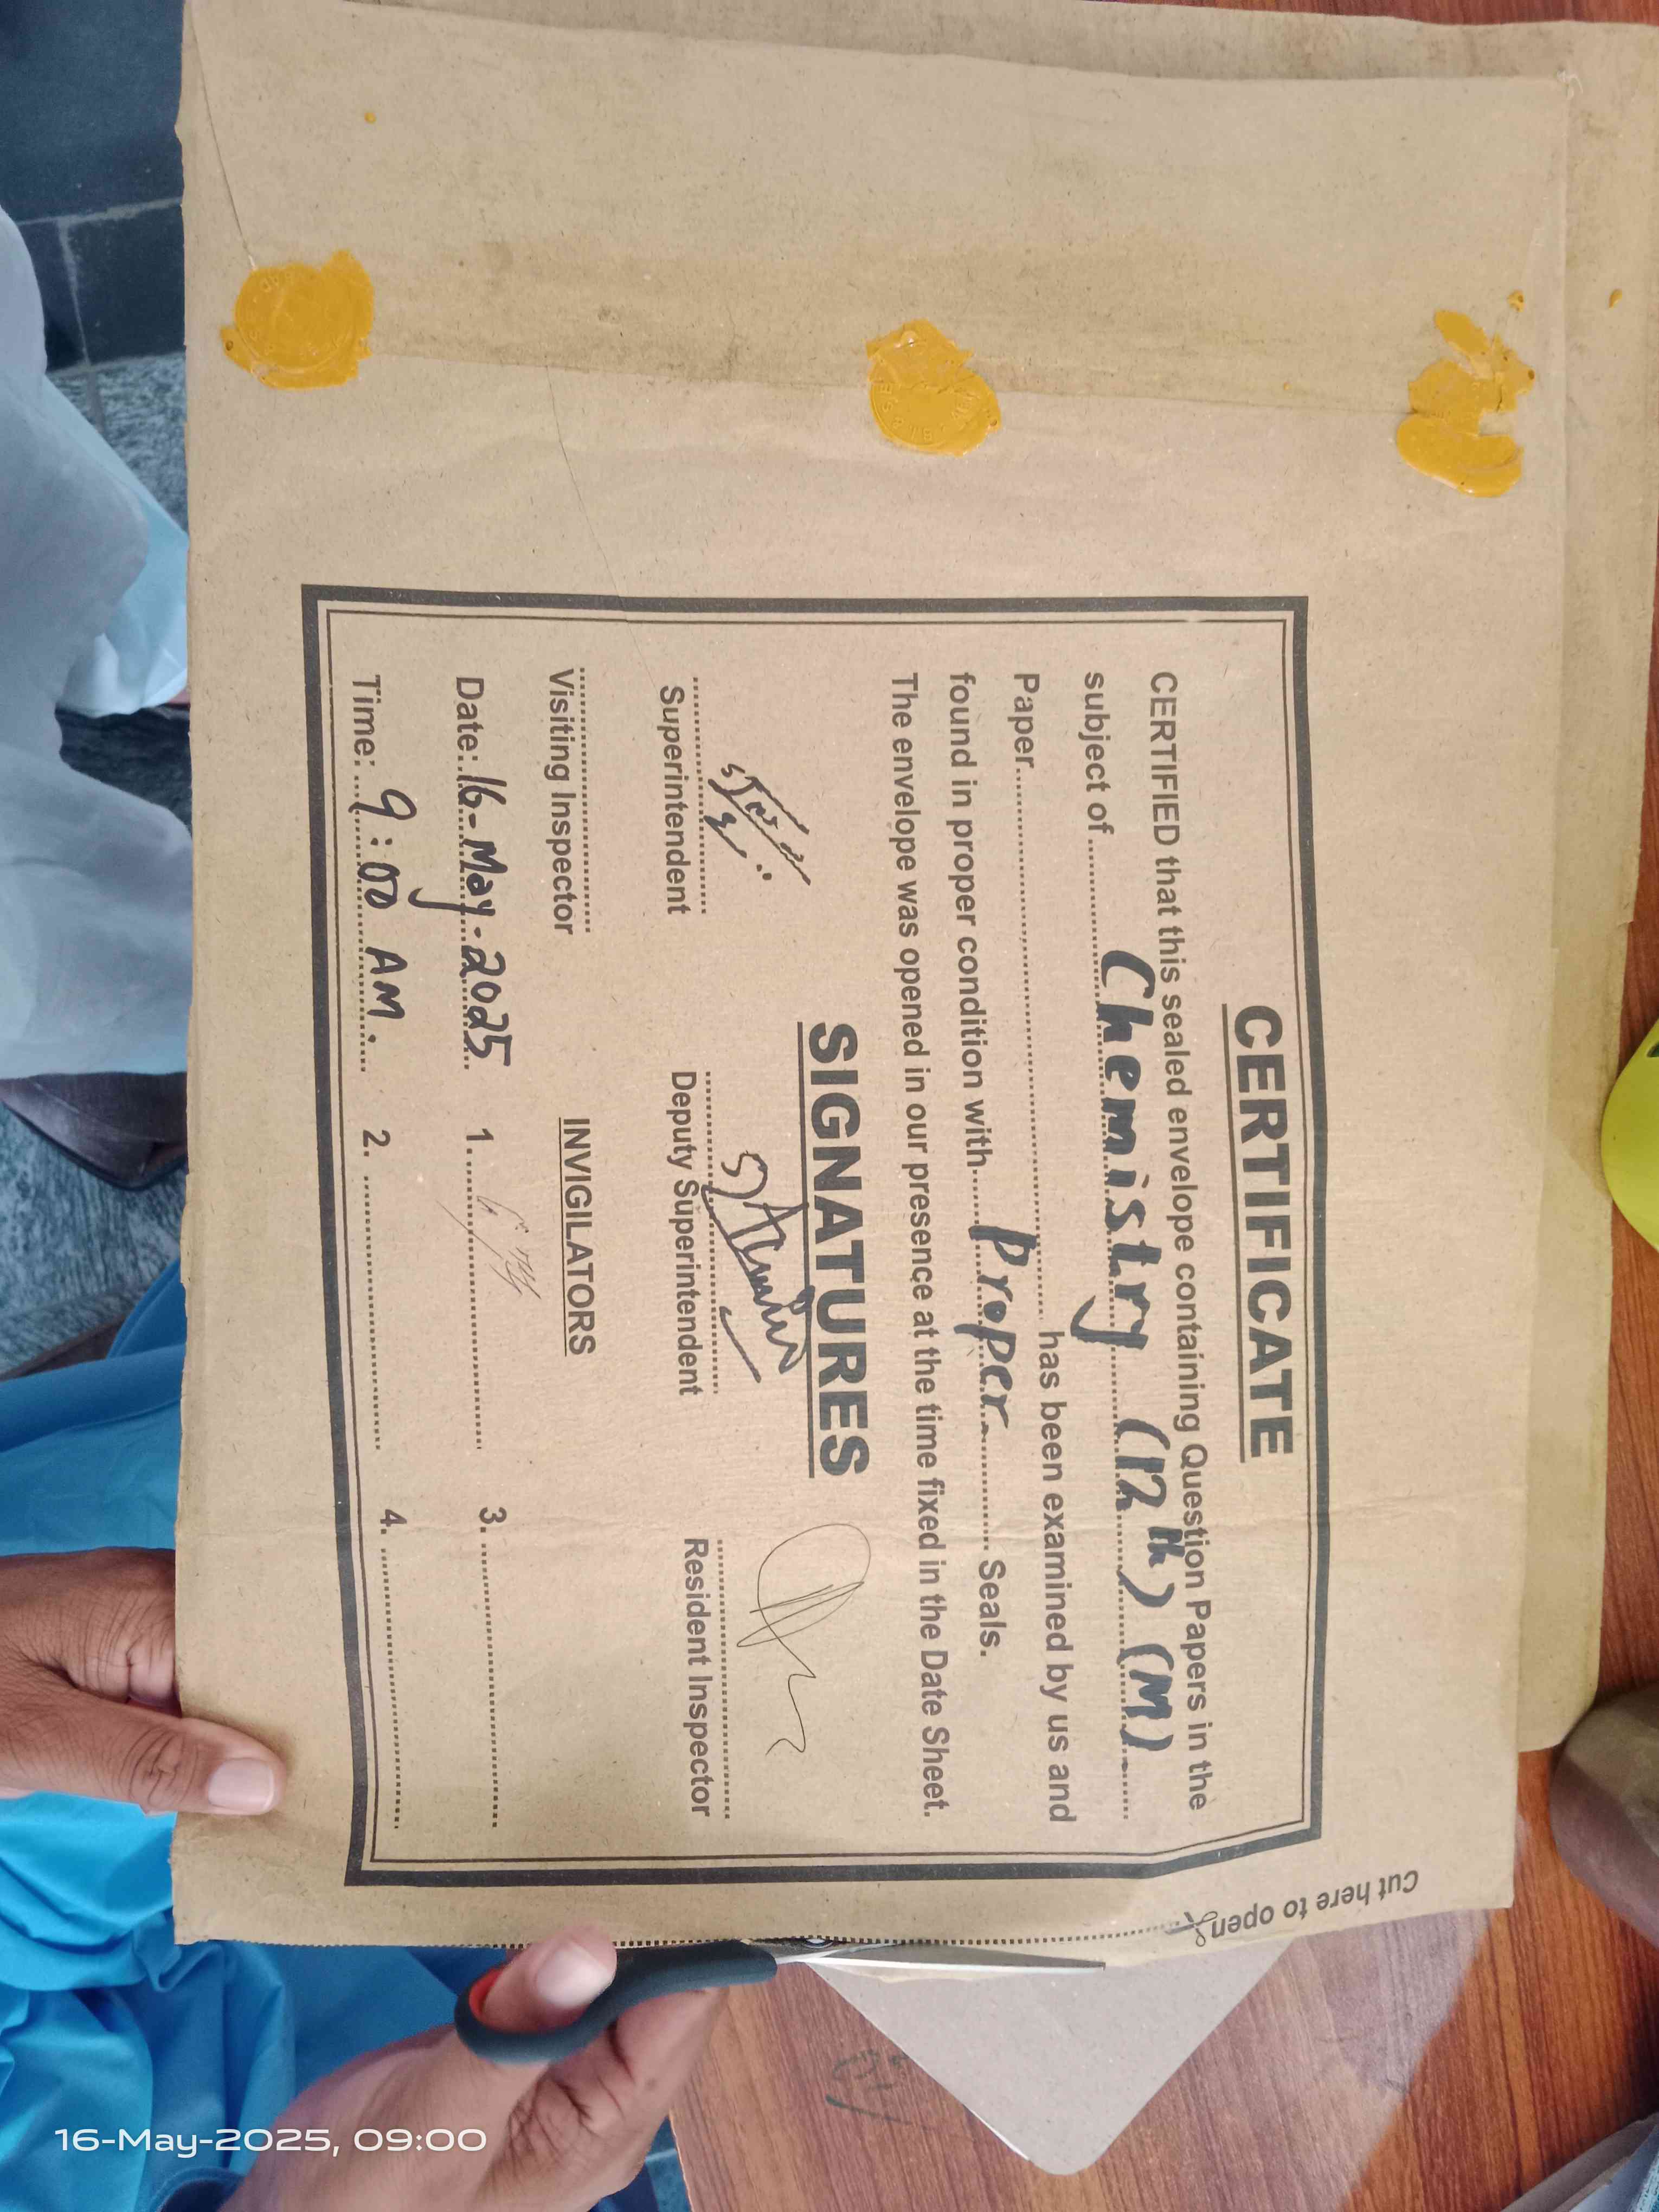 CERTIFICATE
CERTIFIED that this sealed envelope containing Question Papers in the
subject of Chemistry (12th) (M)
Paper has been examined by us and
found in proper condition with Proper Seals.
The envelope was opened in our presence at the time fixed in the Date Sheet.
SIGNATURES
Superintendent Deputy Superintendent Resident Inspector
Visiting Inspector
INVIGILATORS
Date: 16-May-2025 1. 3.
Time: 9:00 AM. 2. 4.
Cut here to open
16-May-2025, 09:00